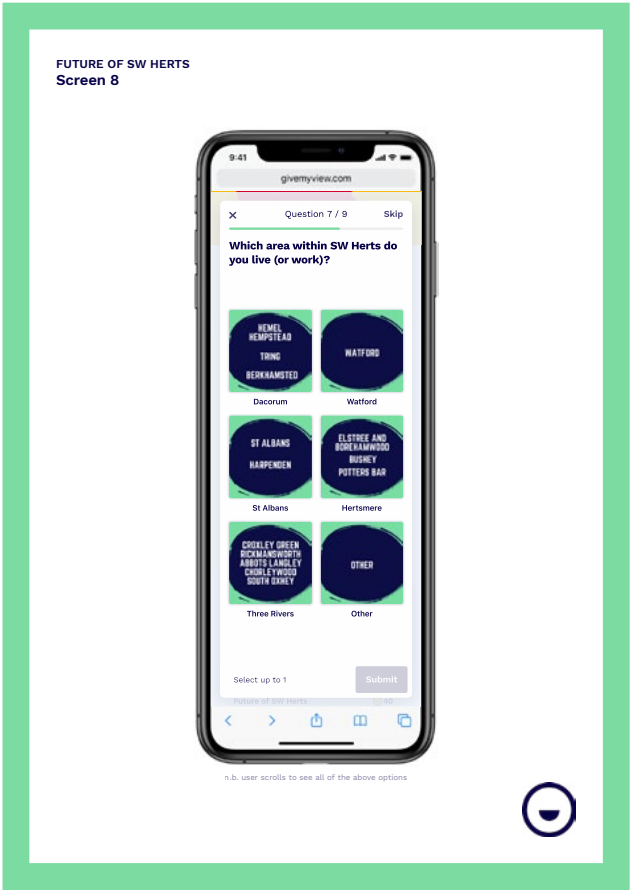 FUTURE OF SW HERTS
Screen 8
9:41
givemyview.com
Question 7 / 9
Skip
Which area within SW Herts do
you live (or work)?
HEMEL
HEMPSTEAD
TRING
BERKHAMSTED
Dacorum
WATFORD
Watford
ST ALBANS
HARPENDEN
St Albans
ELSTREE AND
BOREHAMWOOD
BUSHEY
POTTERS BAR
Hertsmere
CROXLEY GREEN
RICKMANSWORTH
ABBOTS LANGLEY
CHORLEYWOOD
SOUTH OXHEY
Three Rivers
OTHER
Other
Select up to 1
Submit
Future of SW Herts
40
n.b. user scrolls to see all of the above options